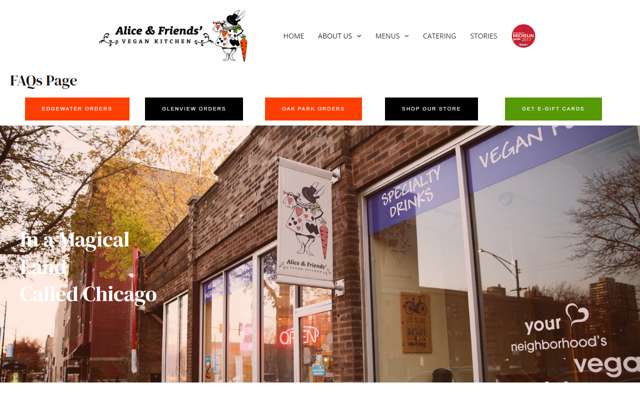 Alice & Friends'
VEGAN KITCHEN
HOME
ABOUT US
MENUS
CATERING
STORIES
MICHELIN
FAQs Page
EDGEWATER ORDERS
GLENVIEW ORDERS
OAK PARK ORDERS
SHOP OUR STORE
GET E-GIFT CARDS
In a Magical
Land
Called Chicago
Alice & Friends'
OPEN
SPECIALTY
DRINKS
VEGAN
your
neighborhood's
vega